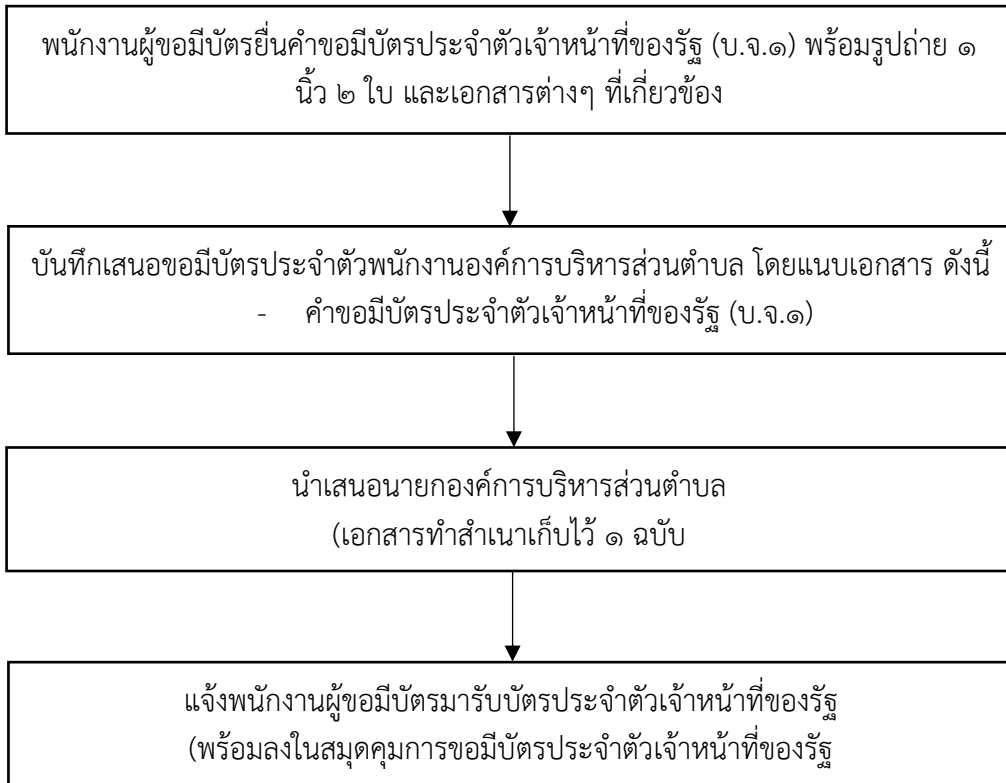 พนักงานผู้ขอมีบัตรยื่นคำขอมีบัตรประจำตัวเจ้าหน้าที่ของรัฐ (บ.จ.๑) พร้อมรูปถ่าย ๑
นิ้ว ๒ ใบ และเอกสารต่างๆ ที่เกี่ยวข้อง
บันทึกเสนอขอมีบัตรประจำตัวพนักงานองค์การบริหารส่วนตำบล โดยแนบเอกสาร ดังนี้
- คำขอมีบัตรประจำตัวเจ้าหน้าที่ของรัฐ (บ.จ.๑)
นำเสนอนายกองค์การบริหารส่วนตำบล
(เอกสารทำสำเนาเก็บไว้ ๑ ฉบับ
แจ้งพนักงานผู้ขอมีบัตรมารับบัตรประจำตัวเจ้าหน้าที่ของรัฐ
(พร้อมลงในสมุดคุมการขอมีบัตรประจำตัวเจ้าหน้าที่ของรัฐ